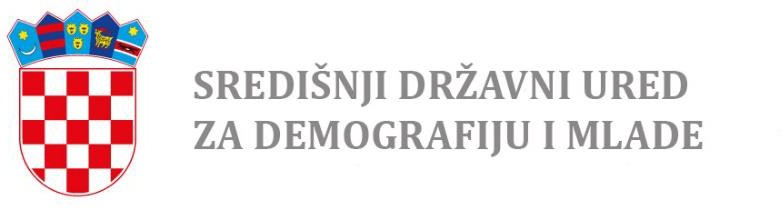 SREDIŠNJI DRŽAVNI URED
ZA DEMOGRAFIJU I MLADE